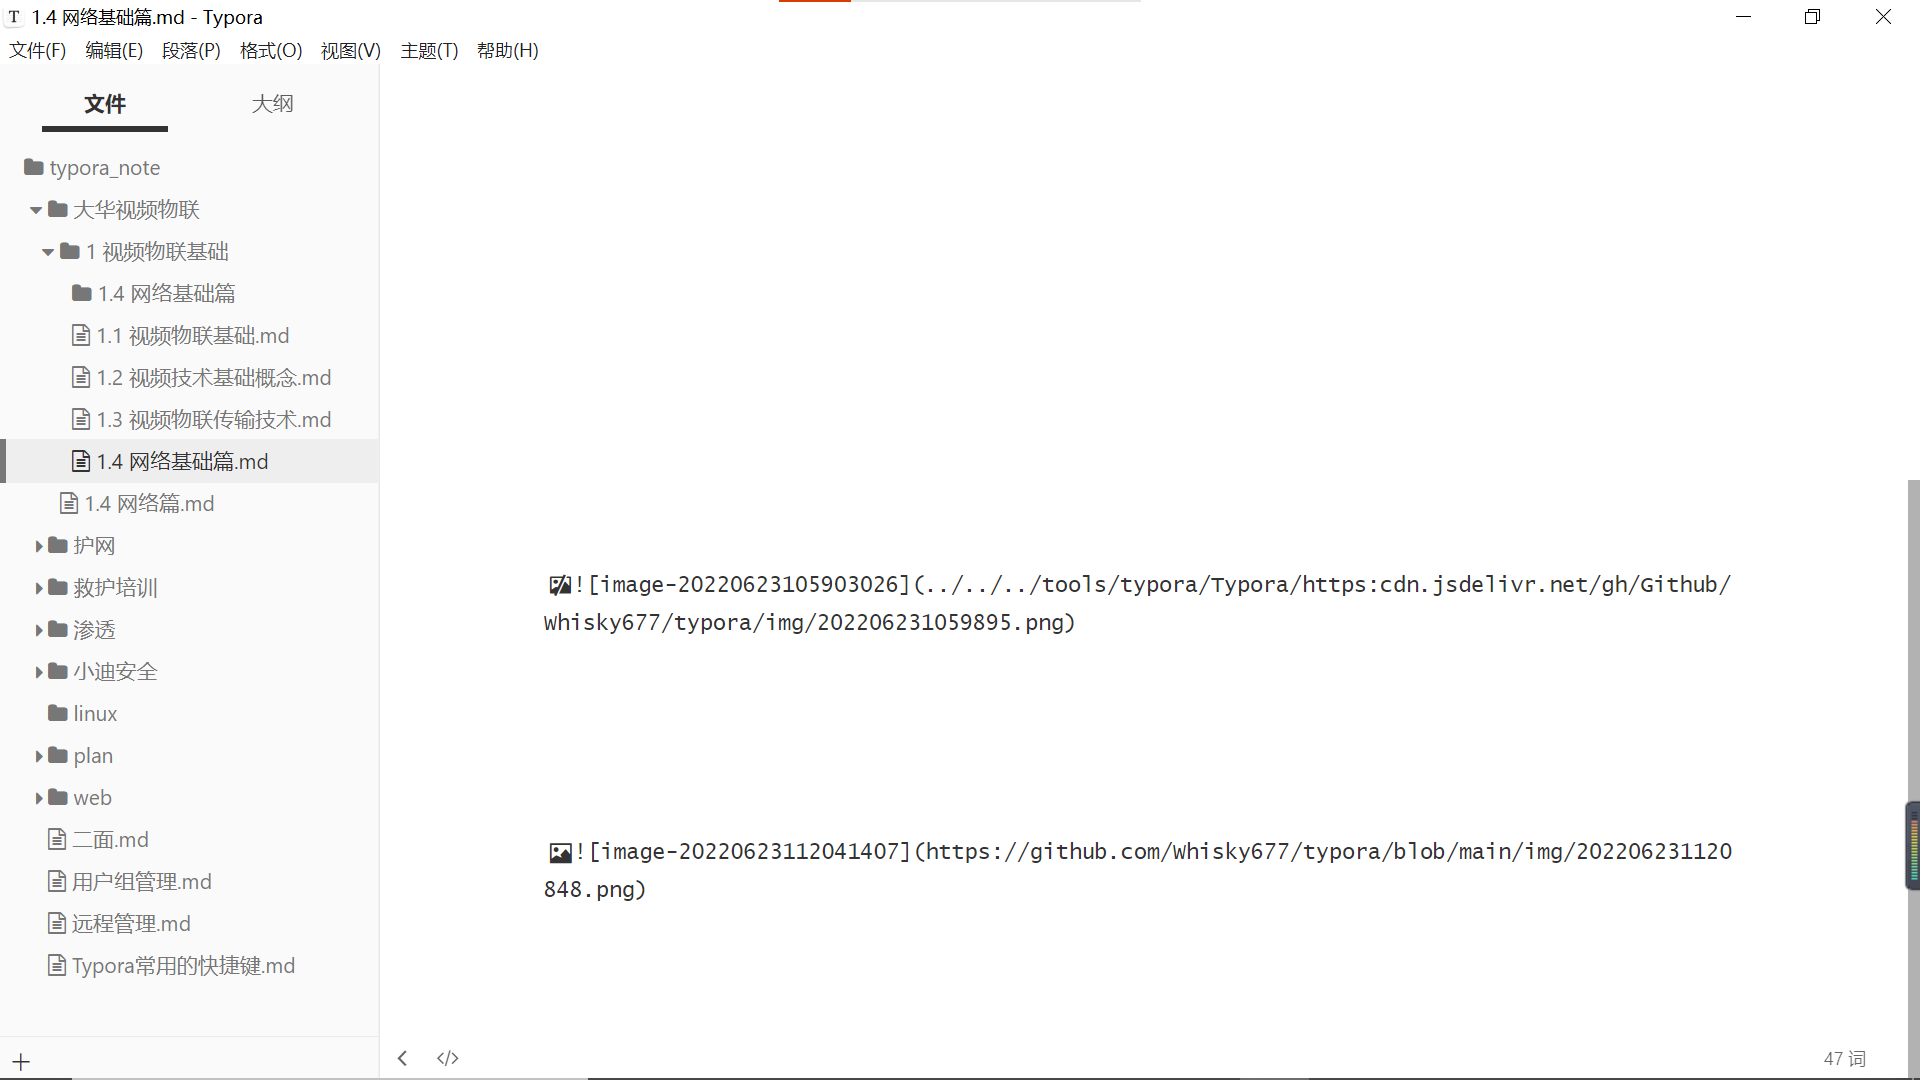 T 1.4 网络基础篇.md - Typora
文件(F) 编辑(E) 段落(P) 格式(O) 视图(V) 主题(T) 帮助(H)
文件 大纲
typora_note
大华视频物联
1 视频物联基础
1.4 网络基础篇
1.1 视频物联基础.md
1.2 视频技术基础概念.md
1.3 视频物联传输技术.md
1.4 网络基础篇.md
1.4 网络篇.md
护网
救护培训
渗透
小迪安全
linux
plan
web
二面.md
用户组管理.md
远程管理.md
Typora常用的快捷键.md
![image-20220623105903026](../../../tools/typora/Typora/https:cdn.jsdelivr.net/gh/Github/
whisky677/typora/img/202206231059895.png)
![image-20220623112041407](https://github.com/whisky677/typora/blob/main/img/202206231120
848.png)
47 词